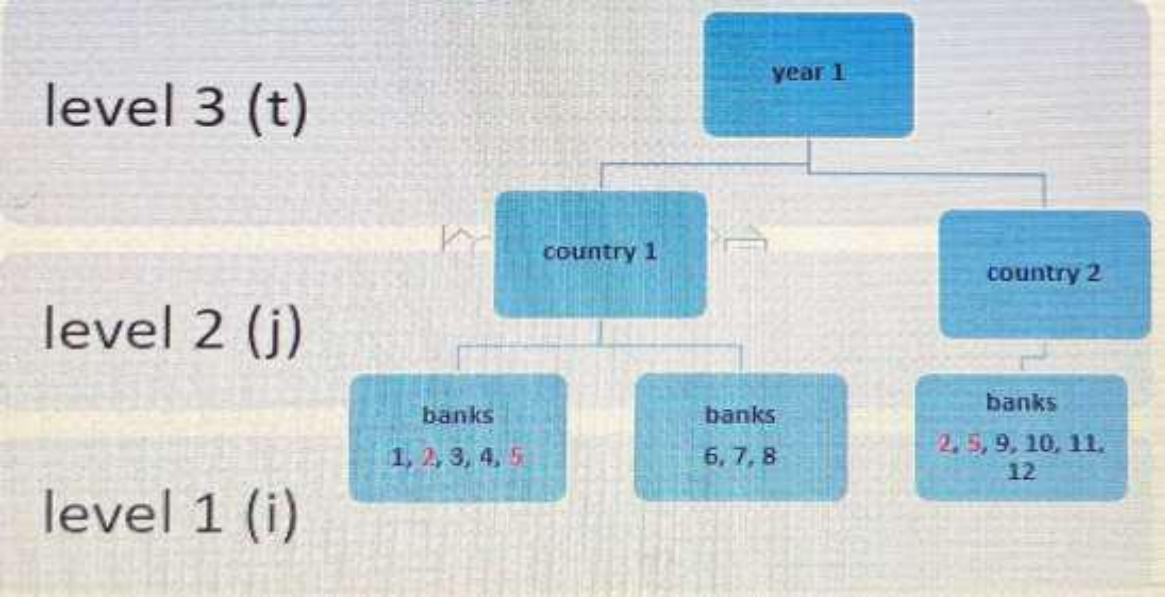 level 3 (t)
year 1
level 2 (j)
country 1
country 2
level 1 (i)
banks
1, 2, 3, 4, 5
banks
6, 7, 8
banks
2, 5, 9, 10, 11,
12